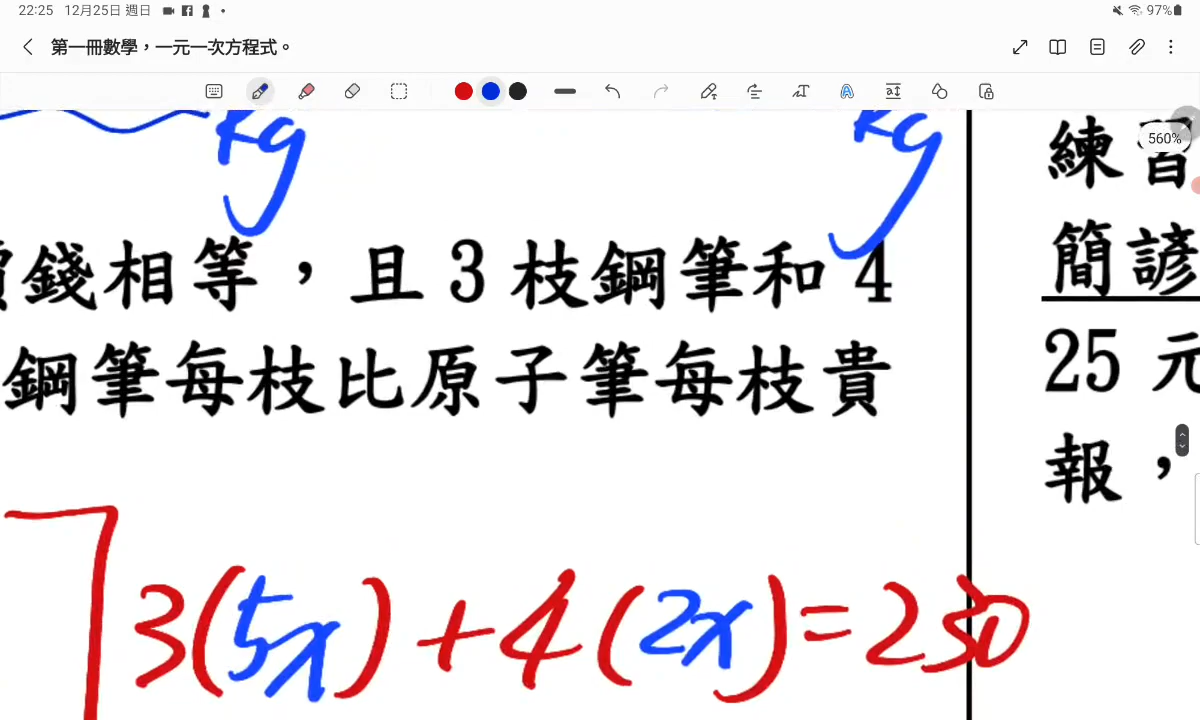 22:25 12月25日 週日 97%
第一冊數學，一元一次方程式。
560%
kg kg
錢相等，且 3 枝鋼筆和 4
鋼筆每枝比原子筆每枝貴
3(5x)+4(2x)=230
練習
簡諺
25 元
報，